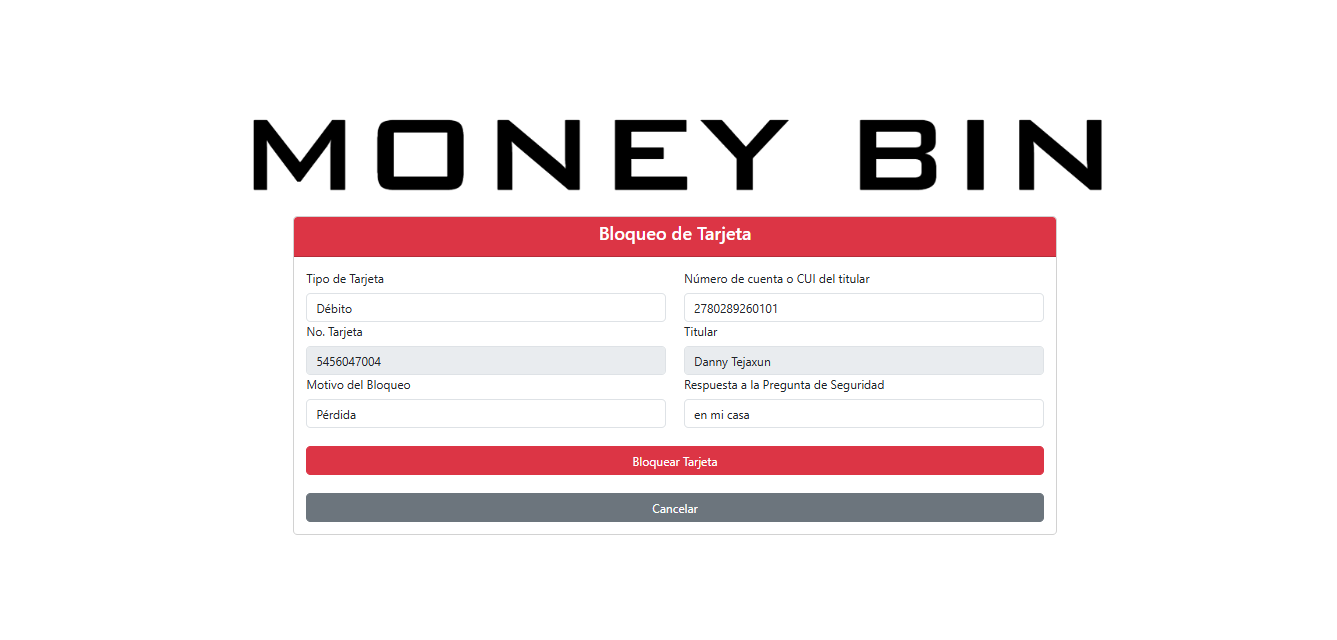 MONEY BIN
Bloqueo de Tarjeta
Tipo de Tarjeta
Número de cuenta o CUI del titular
Débito
2780289260101
No. Tarjeta
Titular
5456047004
Danny Tejaxun
Motivo del Bloqueo
Respuesta a la Pregunta de Seguridad
Pérdida
en mi casa
Bloquear Tarjeta
Cancelar